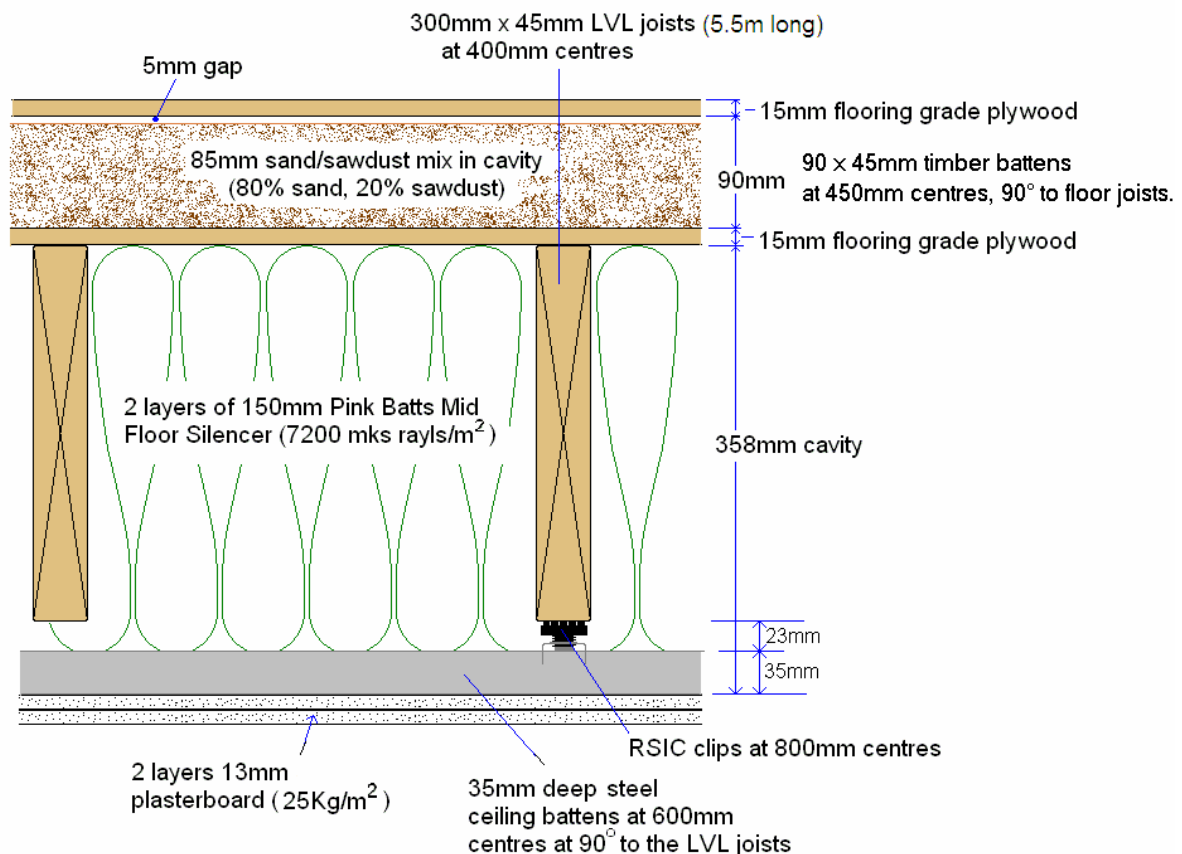 300mm x 45mm LVL joists (5.5m long)
at 400mm centres
5mm gap
15mm flooring grade plywood
85mm sand/sawdust mix in cavity
(80% sand, 20% sawdust)
90mm
90 x 45mm timber battens
at 450mm centres, 90° to floor joists.
15mm flooring grade plywood
2 layers of 150mm Pink Batts Mid
Floor Silencer (7200 mks rayls/m²)
358mm cavity
23mm
35mm
RSIC clips at 800mm centres
2 layers 13mm
plasterboard (25Kg/m²)
35mm deep steel
ceiling battens at 600mm
centres at 90° to the LVL joists